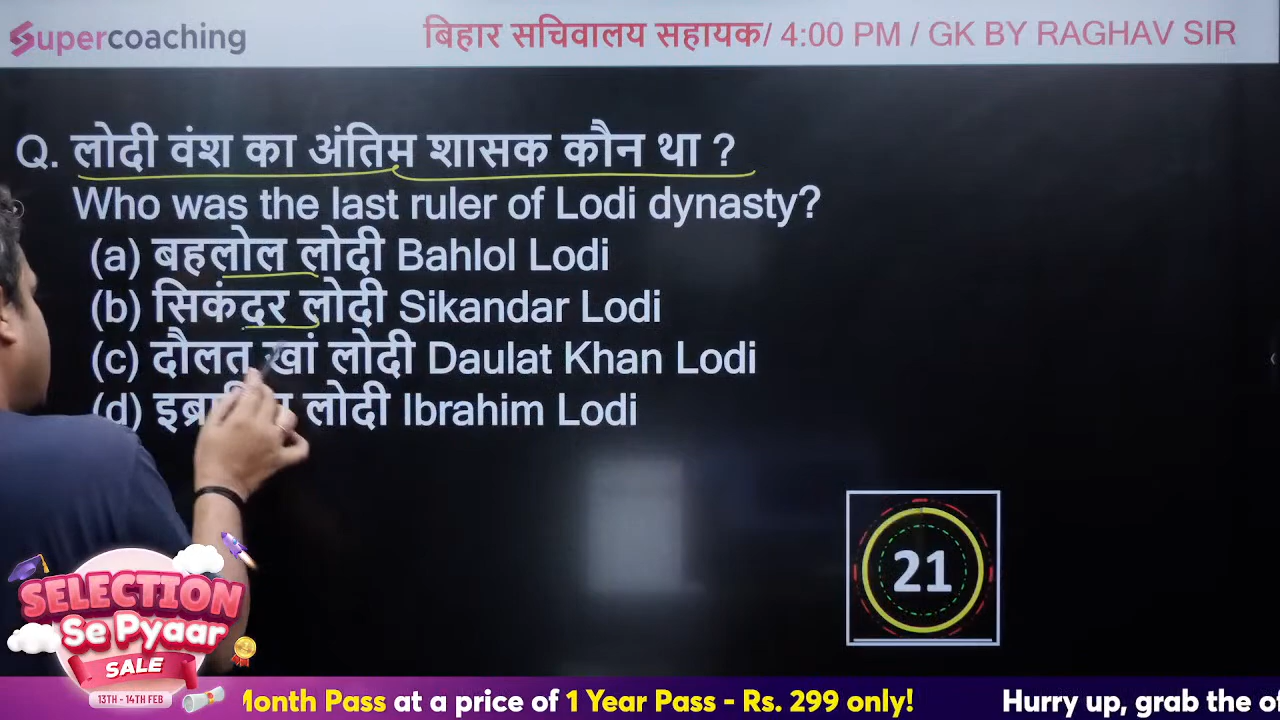 Supercoaching
बिहार सचिवालय सहायक/ 4:00 PM / GK BY RAGHAV SIR
Q. लोदी वंश का अंतिम शासक कौन था ?
Who was the last ruler of Lodi dynasty?
(a) बहलोल लोदी Bahlol Lodi
(b) सिकंदर लोदी Sikandar Lodi
(c) दौलत खां लोदी Daulat Khan Lodi
(d) लोदी Ibrahim Lodi
21
SELECTION
Se Pyaar
SALE
13TH - 14TH FEB
Month Pass at a price of 1 Year Pass - Rs. 299 only! Hurry up, grab the